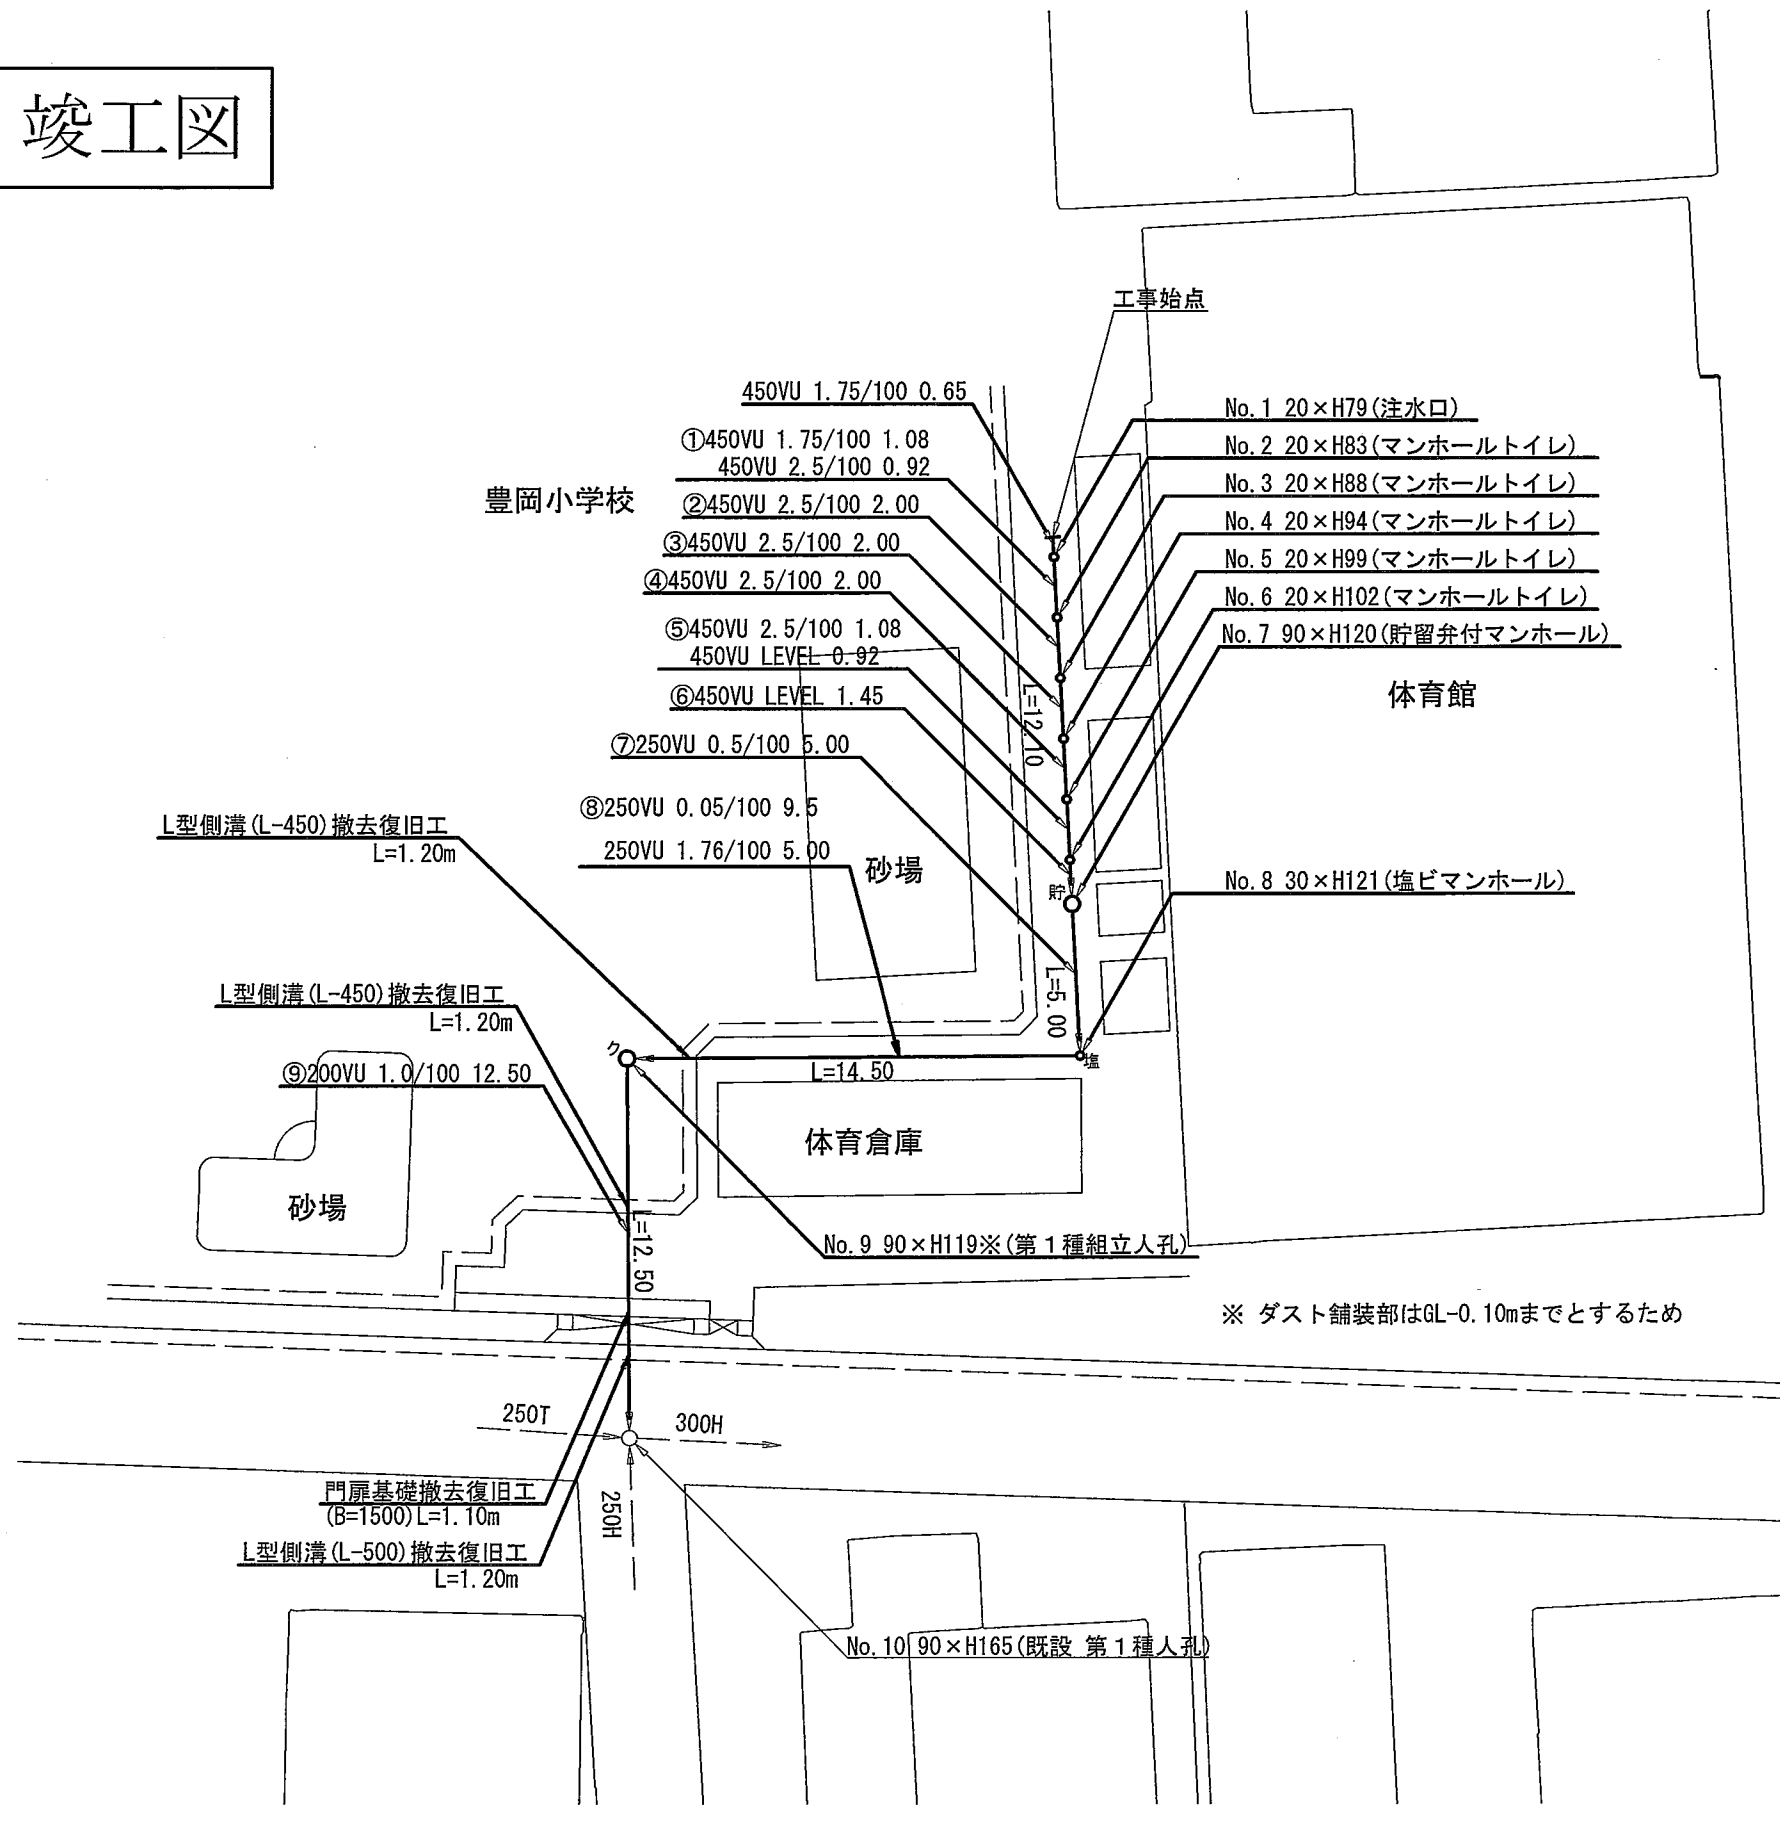 竣工図
工事始点
450VU 1.75/100 0.65
①450VU 1.75/100 1.08
450VU 2.5/100 0.92
豊岡小学校
②450VU 2.5/100 2.00
③450VU 2.5/100 2.00
④450VU 2.5/100 2.00
⑤450VU 2.5/100 1.08
450VU LEVEL 0.92
⑥450VU LEVEL 1.45
⑦250VU 0.5/100 5.00
⑧250VU 0.05/100 9.5
250VU 1.76/100 5.00
砂場
No.1 20×H79(注水口)
No.2 20×H83(マンホールトイレ)
No.3 20×H88(マンホールトイレ)
No.4 20×H94(マンホールトイレ)
No.5 20×H99(マンホールトイレ)
No.6 20×H102(マンホールトイレ)
No.7 90×H120(貯留弁付マンホール)
体育館
L=12.10
貯
No.8 30×H121(塩ビマンホール)
L=5.00
塩
L型側溝(L-450)撤去復旧工
L=1.20m
L型側溝(L-450)撤去復旧工
L=1.20m
ク
L=14.50
⑨200VU 1.0/100 12.50
体育倉庫
砂場
L=12.50
No.9 90×H119※(第1種組立人孔)
※ ダスト舗装部はGL-0.10mまでとするため
250T
300H
250H
門扉基礎撤去復旧工
(B=1500)L=1.10m
L型側溝(L-500)撤去復旧工
L=1.20m
No.10 90×H165(既設 第1種人孔)